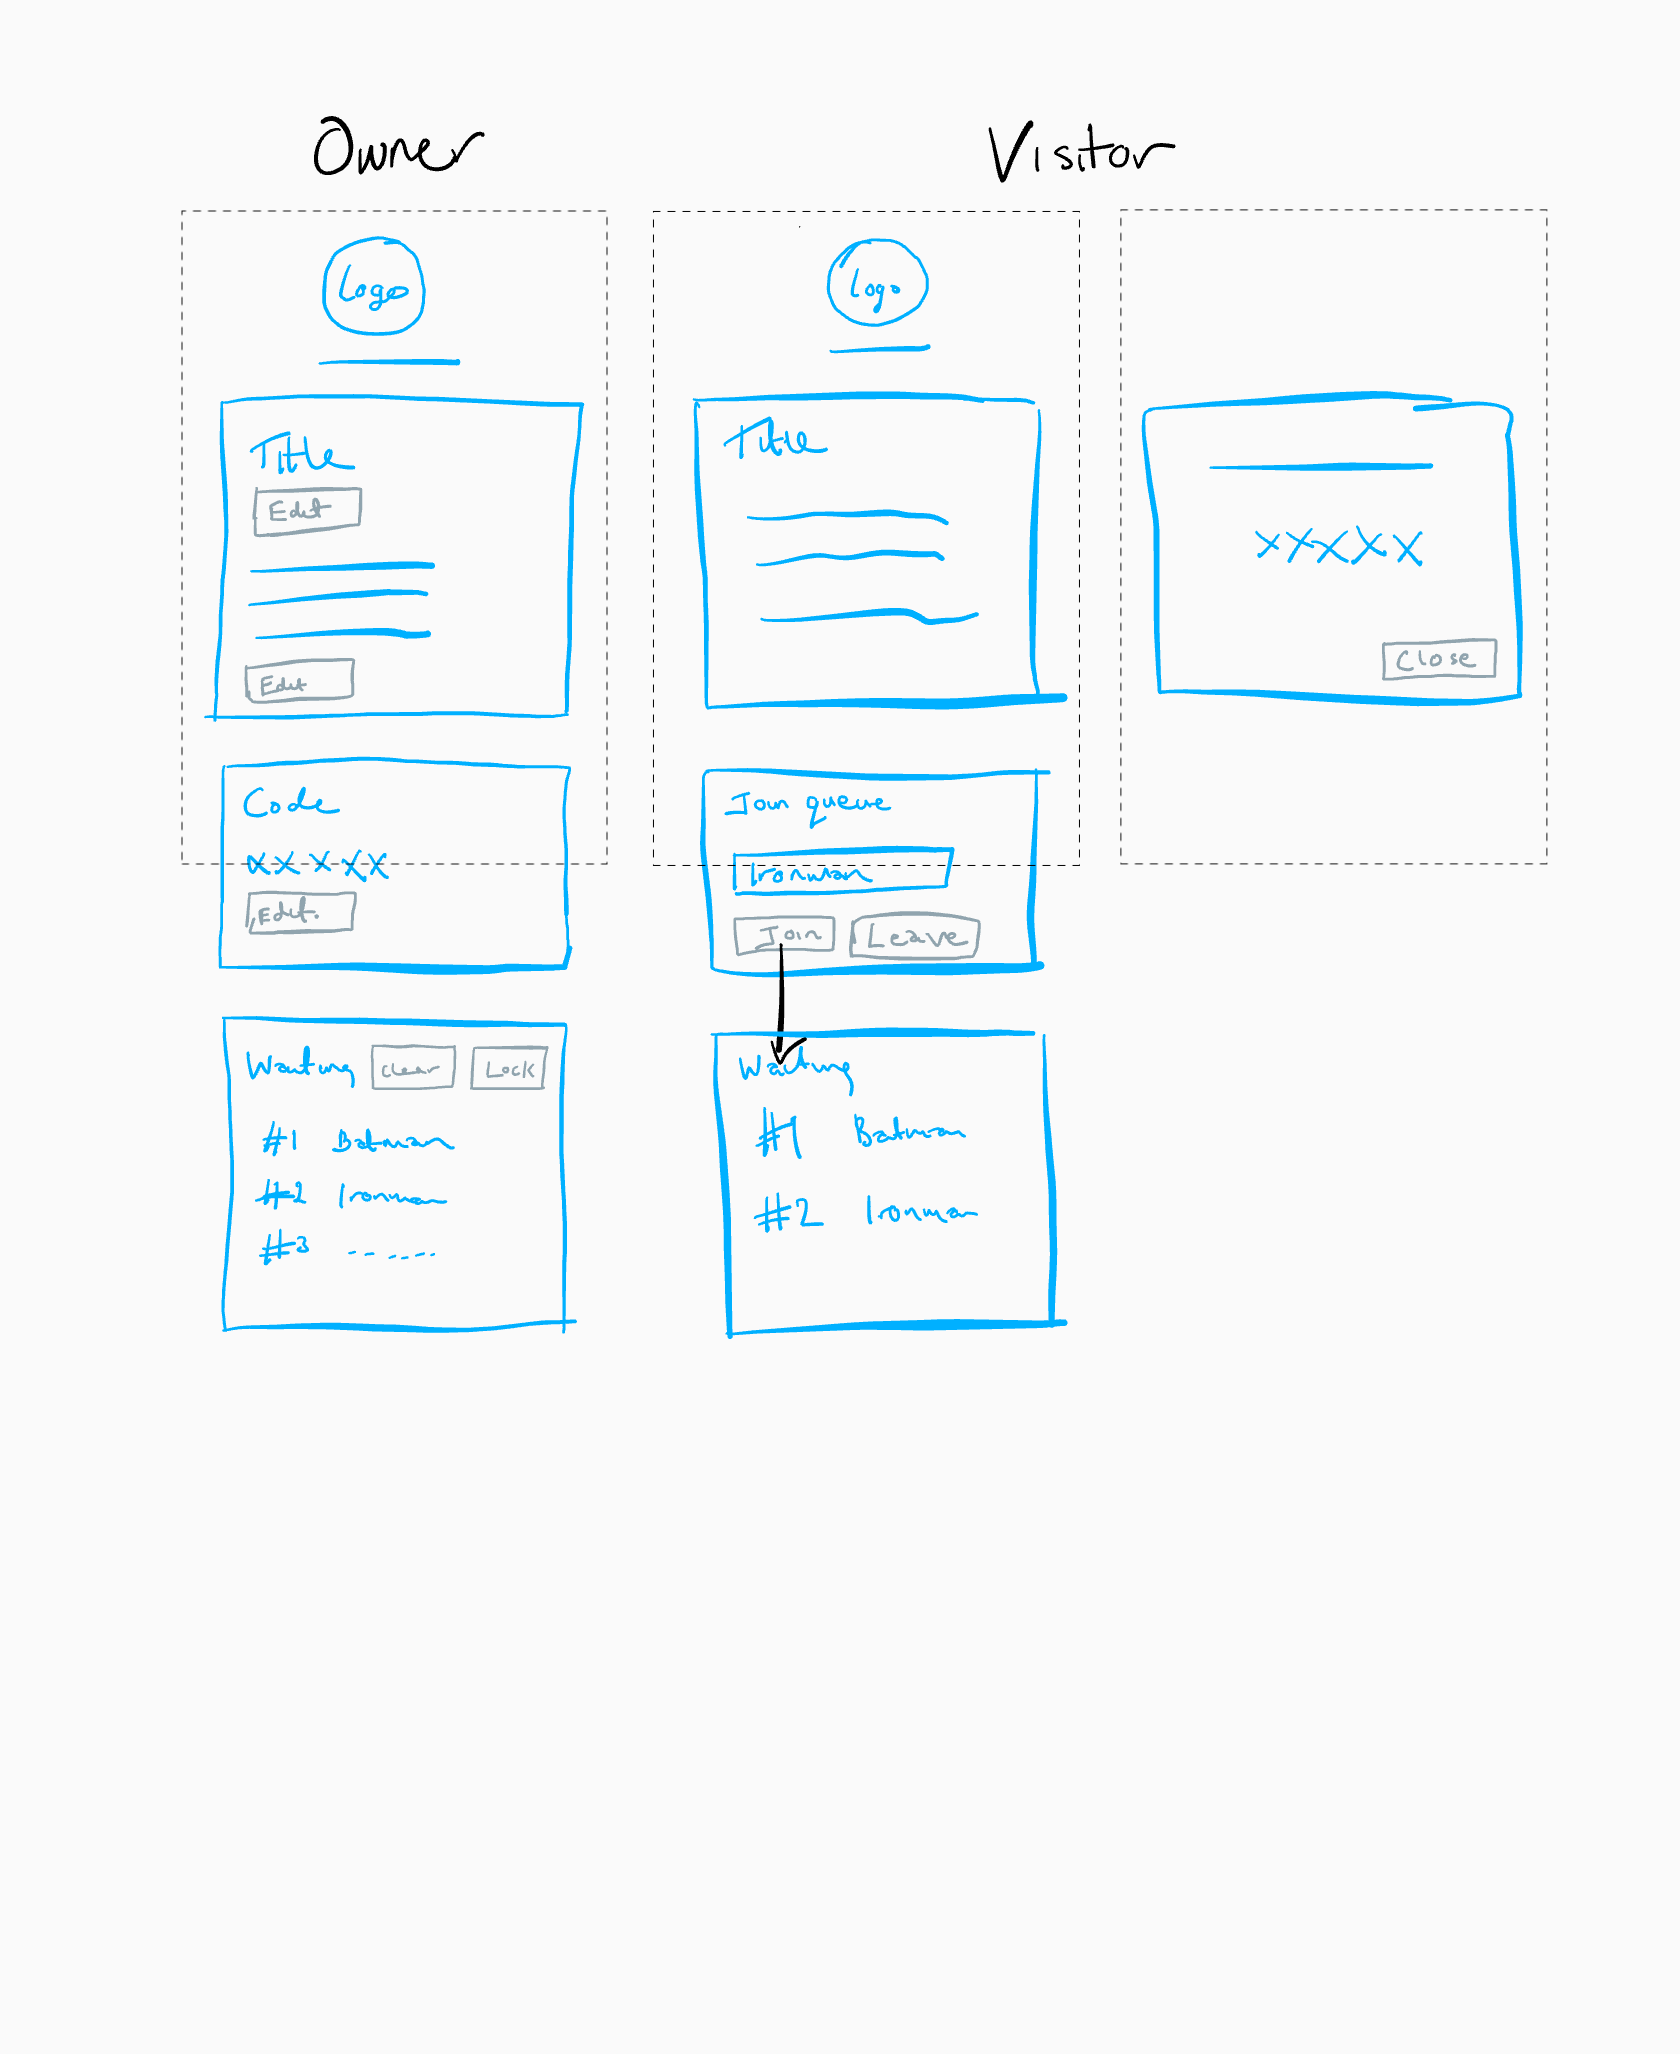 Owner
Logo
Title
Edit
Edit
Code
XXXXX
Edit.
Waiting Clear Lock
#1 Batman
#2 Ironman
#3 ------
Visitor
Logo
Title
Join queue
Ironman
Join Leave
Waiting
#1 Batman
#2 Ironman
XXXXX
Close